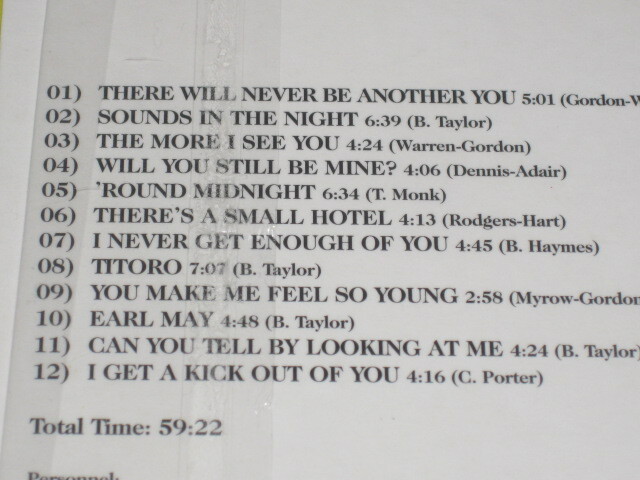 01) THERE WILL NEVER BE ANOTHER YOU 5:01 (Gordon-W
02) SOUNDS IN THE NIGHT 6:39 (B. Taylor)
03) THE MORE I SEE YOU 4:24 (Warren-Gordon)
04) WILL YOU STILL BE MINE? 4:06 (Dennis-Adair)
05) 'ROUND MIDNIGHT 6:34 (T. Monk)
06) THERE'S A SMALL HOTEL 4:13 (Rodgers-Hart)
07) I NEVER GET ENOUGH OF YOU 4:45 (B. Haymes)
08) TITORO 7:07 (B. Taylor)
09) YOU MAKE ME FEEL SO YOUNG 2:58 (Myrow-Gordon
10) EARL MAY 4:48 (B. Taylor)
11) CAN YOU TELL BY LOOKING AT ME 4:24 (B. Taylor)
12) I GET A KICK OUT OF YOU 4:16 (C. Porter)
Total Time: 59:22
Personnel: